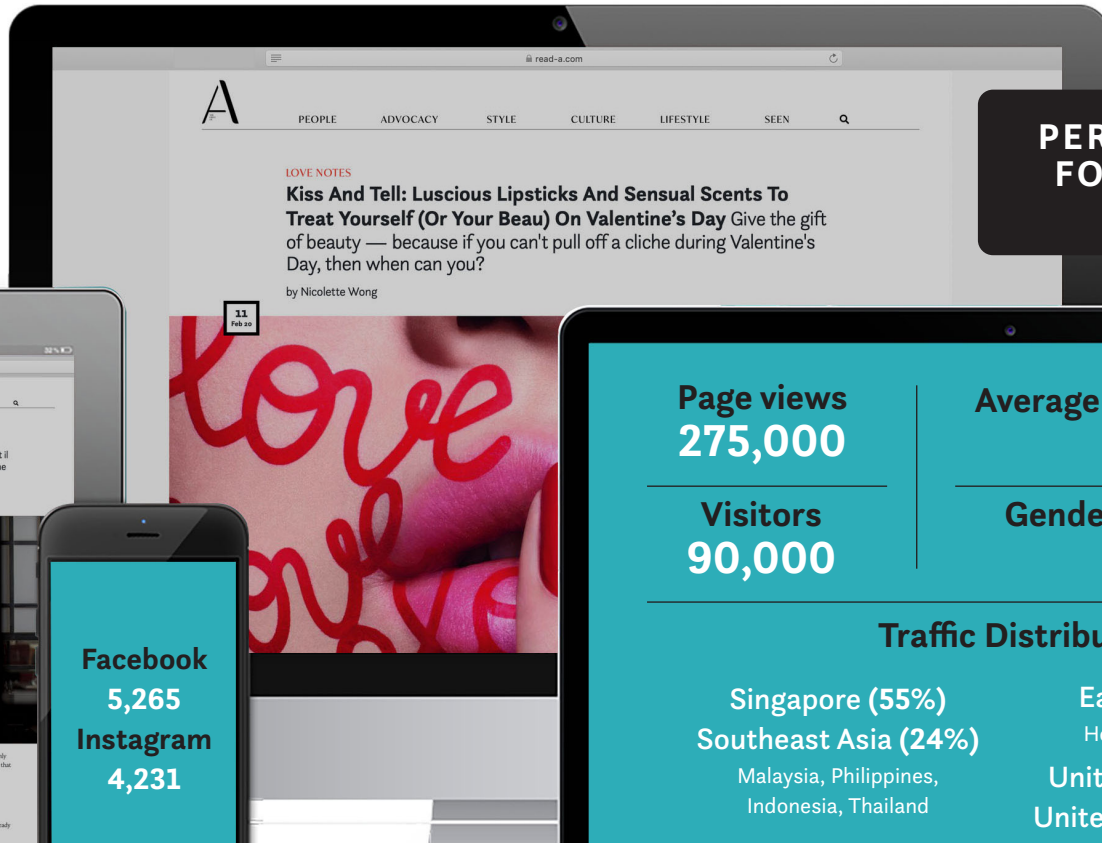 read-a.com
A
PEOPLE ADVOCACY STYLE CULTURE LIFESTYLE SEEN
LOVE NOTES
Kiss And Tell: Luscious Lipsticks And Sensual Scents To
Treat Yourself (Or Your Beau) On Valentine's Day Give the gift
of beauty — because if you can't pull off a cliche during Valentine's
Day, then when can you?
by Nicolette Wong
11
Feb 20
love
love
PER
FO
Page views
275,000
Average
Visitors
90,000
Gende
Traffic Distribu
Singapore (55%)
Southeast Asia (24%)
Malaysia, Philippines,
Indonesia, Thailand
Ea
H
Unit
Unite
Facebook
5,265
Instagram
4,231
that